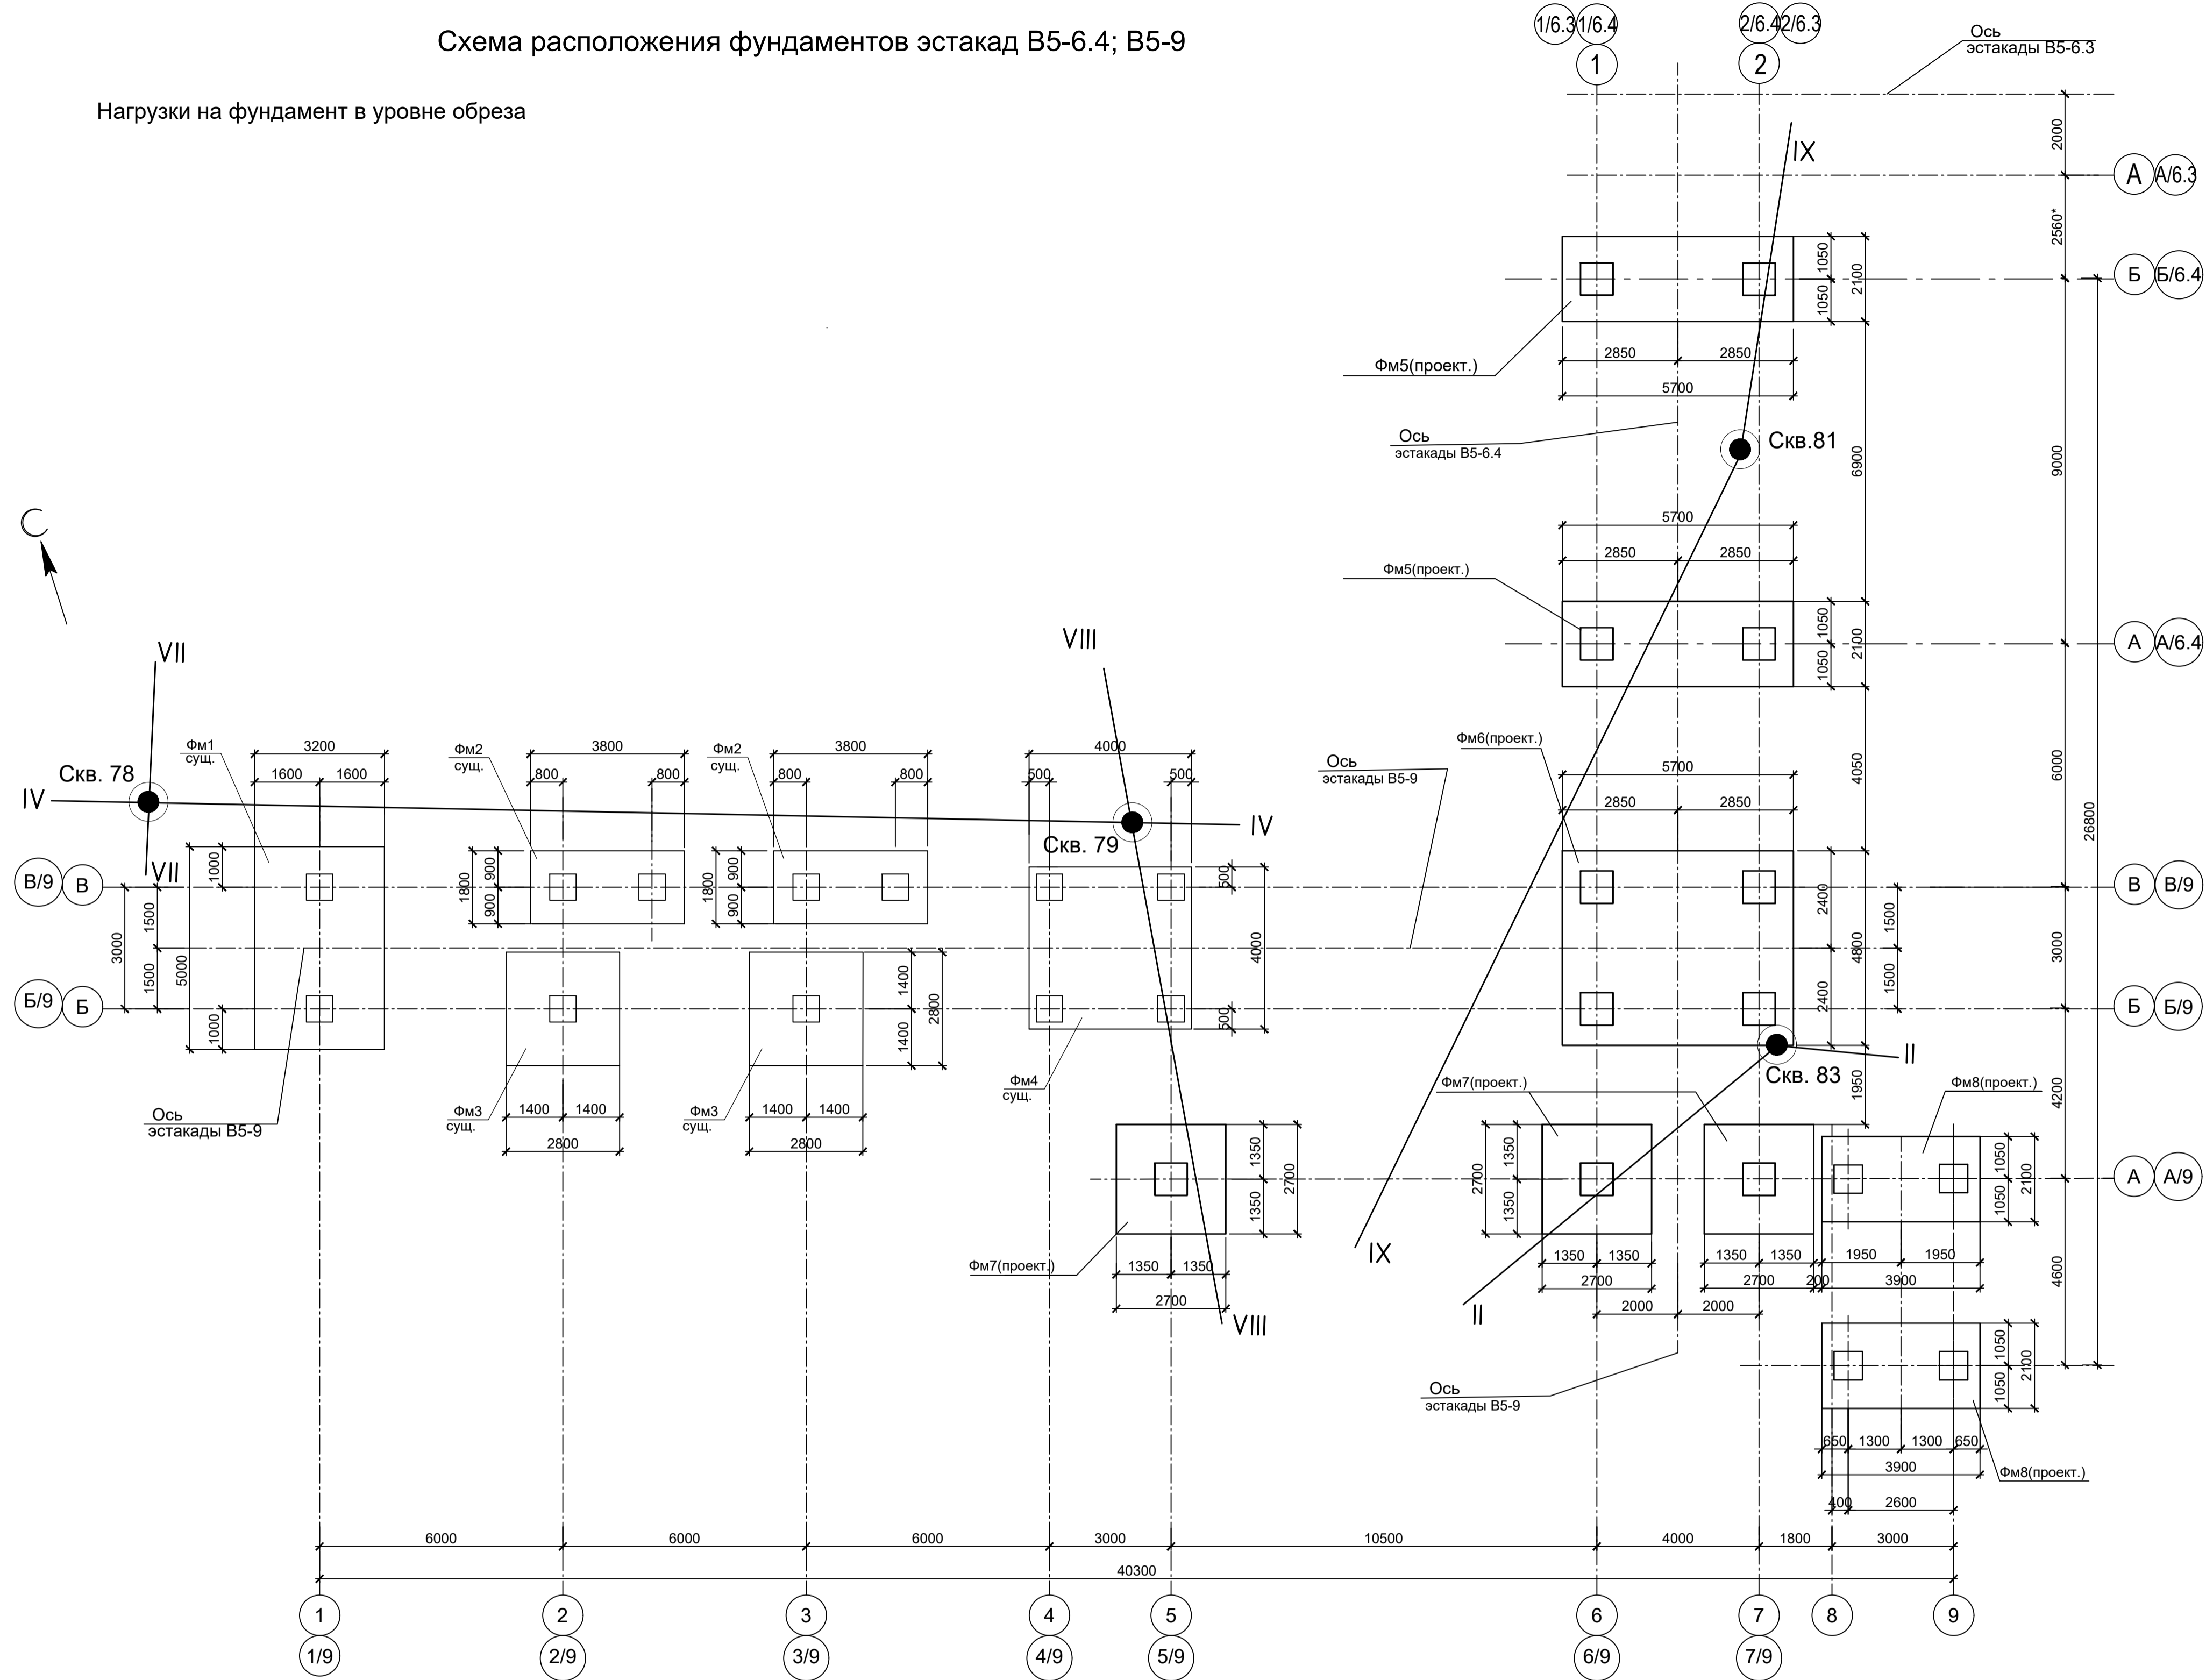 Схема расположения фундаментов эстакад В5-6.4; В5-9
Нагрузки на фундамент в уровне обреза
1/6.3 1/6.4 2/6.4 2/6.3
1 2
Ось
эстакады В5-6.3
2000
IX
А А/6.3
2560*
1050
1050
2100
Б Б/6.4
2850 2850
5700
Фм5(проект.)
Ось
эстакады В5-6.4
Скв.81
6900
9000
5700
2850 2850
Фм5(проект.)
1050
1050
2100
А А/6.4
С
VII
VIII
Скв. 78
IV
VII
Фм1
сущ.
3200
1600 1600
Фм2
сущ.
3800
800 800
Фм2
сущ.
3800
800 800
4000
500 500
Скв. 79
IV
Ось
эстакады В5-9
Фм6(проект.)
5700
2850 2850
4050
6000
26800
В/9 В
1000
1500
3000
1500
5000
1000
1800
900
900
1800
900
900
500
4000
500
2400
4800
2400
1500
1500
3000
В В/9
Б/9 Б
1400
1400
2800
Б Б/9
Ось
эстакады В5-9
Фм3
сущ.
1400 1400
2800
Фм3
сущ.
1400 1400
2800
Фм4
сущ.
Скв. 83
II
1950
4200
Фм7(проект.)
Фм8(проект.)
1350
1350
2700
2700
1350
1350
1050
1050
2100
А А/9
Фм7(проект.)
1350 1350
2700
VIII
IX
II
1350 1350
2700
1350 1350
2700 200
1950 1950
3900
2000 2000
4600
Ось
эстакады В5-9
1050
1050
2100
650 1300 1300 650
3900
Фм8(проект.)
400 2600
6000 6000 6000 3000 10500 4000 1800 3000
40300
1 2 3 4 5 6 7 8 9
1/9 2/9 3/9 4/9 5/9 6/9 7/9